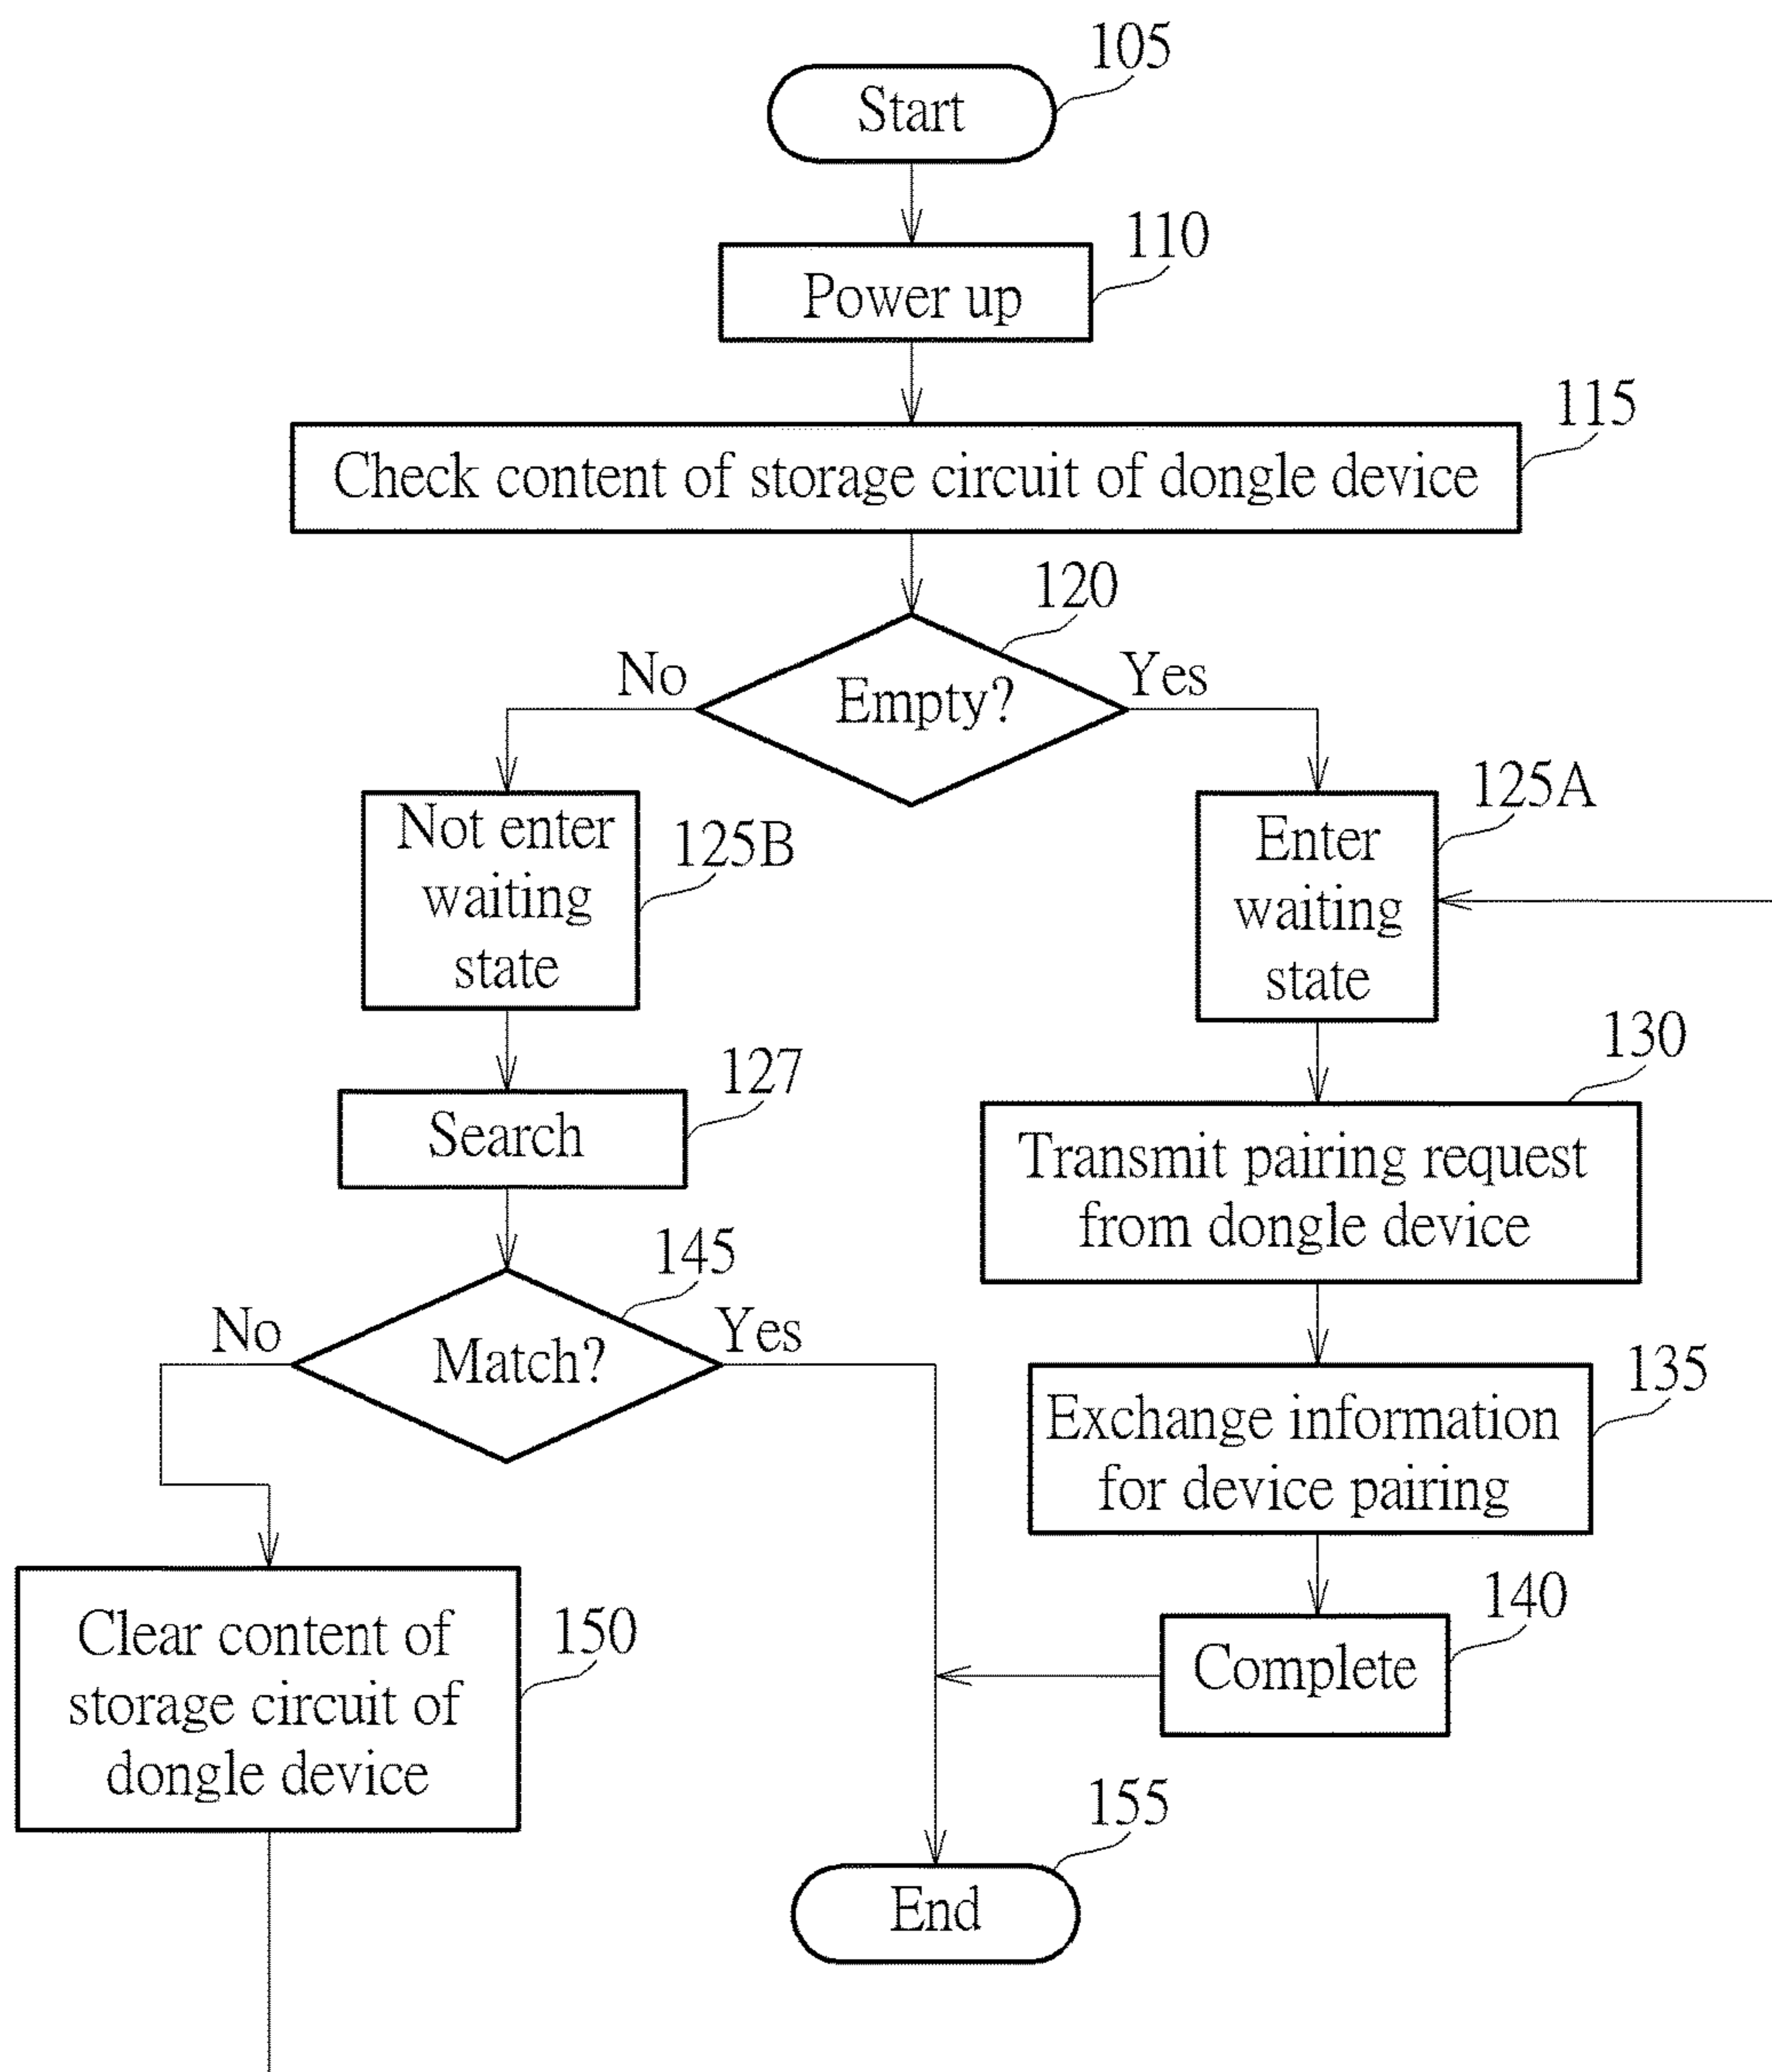 105
Start
110
Power up
115
Check content of storage circuit of dongle device
120
No
Yes
Empty?
125A
Not enter
waiting
state
125B
Enter
waiting
state
130
127
Search
Transmit pairing request
from dongle device
145
No
Yes
Match?
135
Exchange information
for device pairing
140
Complete
150
Clear content of
storage circuit of
dongle device
155
End